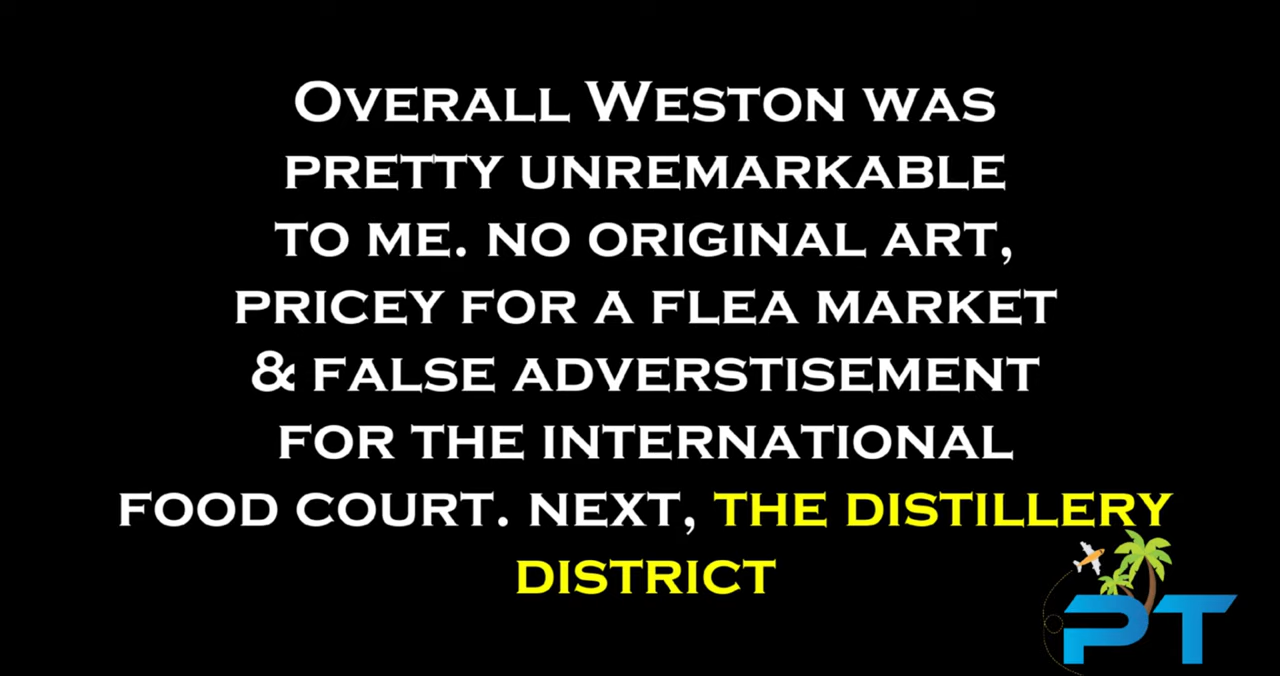 Overall Weston was
pretty unremarkable
to me. no original art,
pricey for a flea market
& false adverstisement
for the international
food court. Next, the Distillery
District
PT